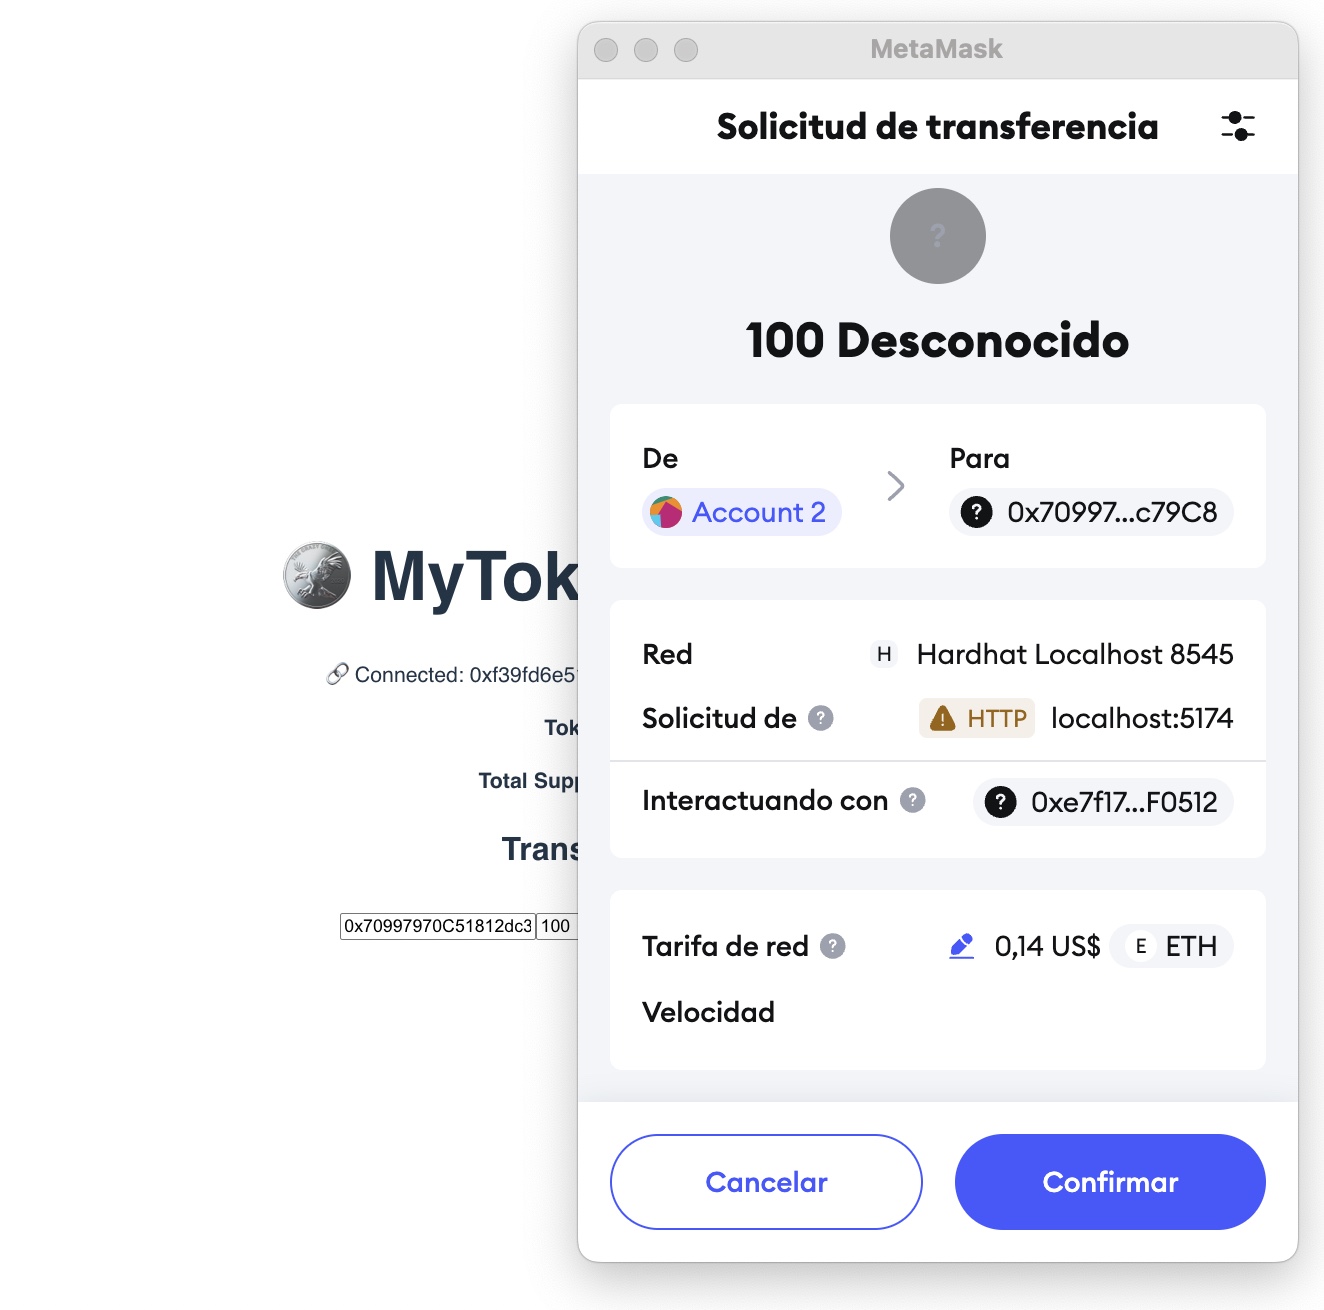 MetaMask
Solicitud de transferencia
?
100 Desconocido
De
Para
Account 2
? 0x70997...c79C8
Red
H Hardhat Localhost 8545
Solicitud de ?
HTTP localhost:5174
Interactuando con ?
? 0xe7f17...F0512
Tarifa de red ?
0,14 US$ E ETH
Velocidad
Cancelar
Confirmar
MyTok
Connected: 0xf39fd6e5
Tok
Total Supp
Trans
0x70997970C51812dc3
100